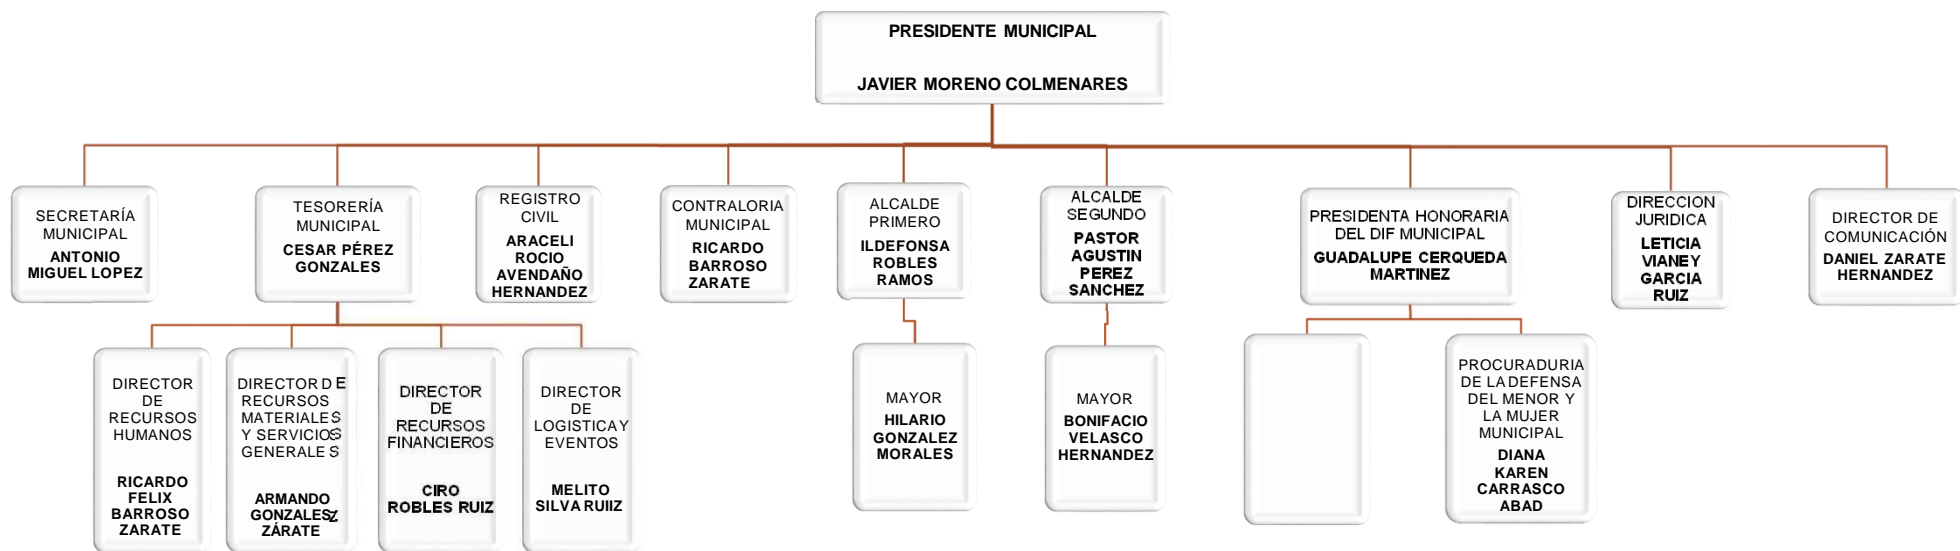 PRESIDENTE MUNICIPAL
JAVIER MORENO COLMENARES
SECRETARÍA
MUNICIPAL
ANTONIO
MIGUEL LOPEZ
TESORERÍA
MUNICIPAL
CESAR PÉREZ
GONZALES
REGISTRO
CIVIL
ARACELI
ROCIO
AVENDAÑO
HERNANDEZ
CONTRALORIA
MUNICIPAL
RICARDO
BARROSO
ZARATE
ALCALDE
PRIMERO
ILDEFONSA
ROBLES
RAMOS
ALCALDE
SEGUNDO
PASTOR
AGUSTIN
PEREZ
SANCHEZ
PRESIDENTA HONORARIA
DEL DIF MUNICIPAL
GUADALUPE CERQUEDA
MARTINEZ
DIRECCION
JURIDICA
LETICIA
VIANEY
GARCIA
RUIZ
DIRECTOR DE
COMUNICACIÓN
DANIEL ZARATE
HERNANDEZ
DIRECTOR
DE
RECURSOS
HUMANOS
RICARDO
FELIX
BARROSO
ZARATE
DIRECTOR DE
RECURSOS
MATERIALES
Y SERVICIOS
GENERALES
ARMANDO
GONZALEZ
ZÁRATE
DIRECTOR
DE
RECURSOS
FINANCIEROS
CIRO
ROBLES RUIZ
DIRECTOR
DE
LOGISTICA Y
EVENTOS
MELITO
SILVA RUIIZ
MAYOR
HILARIO
GONZALEZ
MORALES
MAYOR
BONIFACIO
VELASCO
HERNANDEZ
PROCURADURIA
DE LA DEFENSA
DEL MENOR Y
LA MUJER
MUNICIPAL
DIANA
KAREN
CARRASCO
ABAD